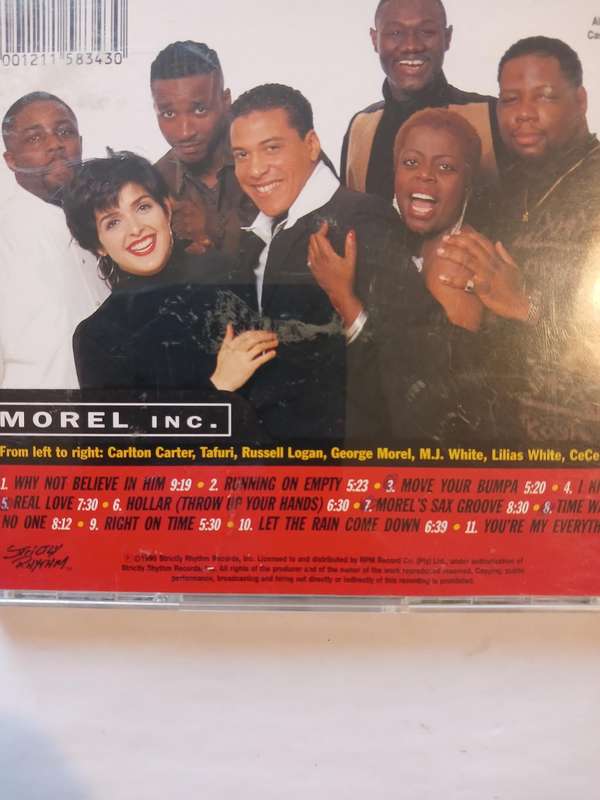 001211 583430
MOREL INC.
From left to right: Carlton Carter, Tafuri, Russell Logan, George Morel, M.J. White, Lilias White, CeCe
1. WHY NOT BELIEVE IN HIM 9:19 • 2. RUNNING ON EMPTY 5:23 • 3. MOVE YOUR BUMPA 5:20 • 4. I
5. REAL LOVE 7:30 • 6. HOLLAR (THROW UP YOUR HANDS) 6:30 • 7. MOREL'S SAX GROOVE 8:30 • 8. TIME
NO ONE 8:12 • 9. RIGHT ON TIME 5:30 • 10. LET THE RAIN COME DOWN 6:39 • 11. YOU'RE MY
STRICTLY RHYTHM
Strictly Rhythm Records, Inc. Licensed to and distributed by RPM Record Co (Pty) Ltd., under authorisation of
Strictly Rhythm Records, Inc. All rights of the producer and of the owner of the work reproduced reserved. Copying, public
performance, broadcasting and hiring out directly or indirectly of this recording is prohibited.